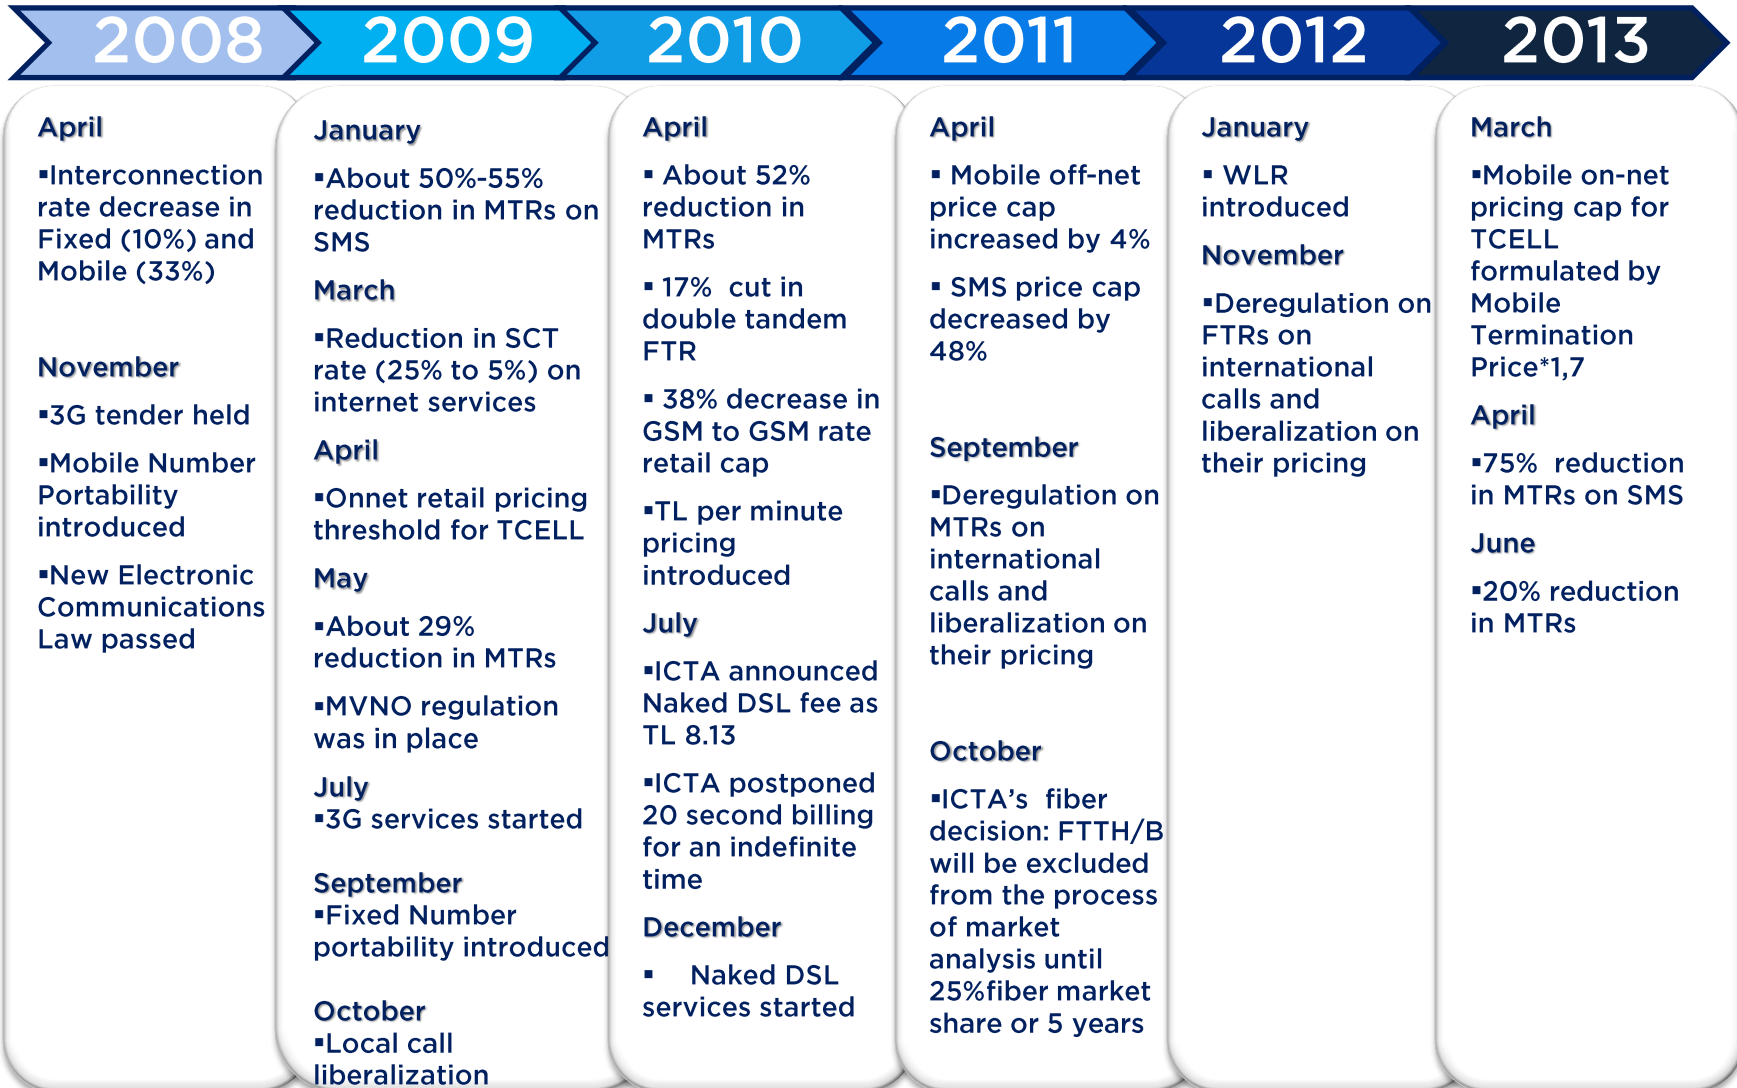 2008
2009
2010
2011
2012
2013
April
▪Interconnection
rate decrease in
Fixed (10%) and
Mobile (33%)
November
▪3G tender held
▪Mobile Number
Portability
introduced
▪New Electronic
Communications
Law passed
January
▪About 50%-55%
reduction in MTRs on
SMS
March
▪Reduction in SCT
rate (25% to 5%) on
internet services
April
▪Onnet retail pricing
threshold for TCELL
May
▪About 29%
reduction in MTRs
▪MVNO regulation
was in place
July
▪3G services started
September
▪Fixed Number
portability introduced
October
▪Local call
liberalization
April
▪ About 52%
reduction in
MTRs
▪ 17%  cut in
double tandem
FTR
▪ 38% decrease in
GSM to GSM rate
retail cap
▪TL per minute
pricing
introduced
July
▪ICTA announced
Naked DSL fee as
TL 8.13
▪ICTA postponed
20 second billing
for an indefinite
time
December
▪ Naked DSL
services started
April
▪ Mobile off-net
price cap
increased by 4%
▪ SMS price cap
decreased by
48%
September
▪Deregulation on
MTRs on
international
calls and
liberalization on
their pricing
October
▪ICTA’s  fiber
decision: FTTH/B
will be excluded
from the process
of market
analysis until
25%fiber market
share or 5 years
January
▪ WLR
introduced
November
▪Deregulation on
FTRs on
international
calls and
liberalization on
their pricing
March
▪Mobile on-net
pricing cap for
TCELL
formulated by
Mobile
Termination
Price*1,7
April
▪75%  reduction
in MTRs on SMS
June
▪20% reduction
in MTRs